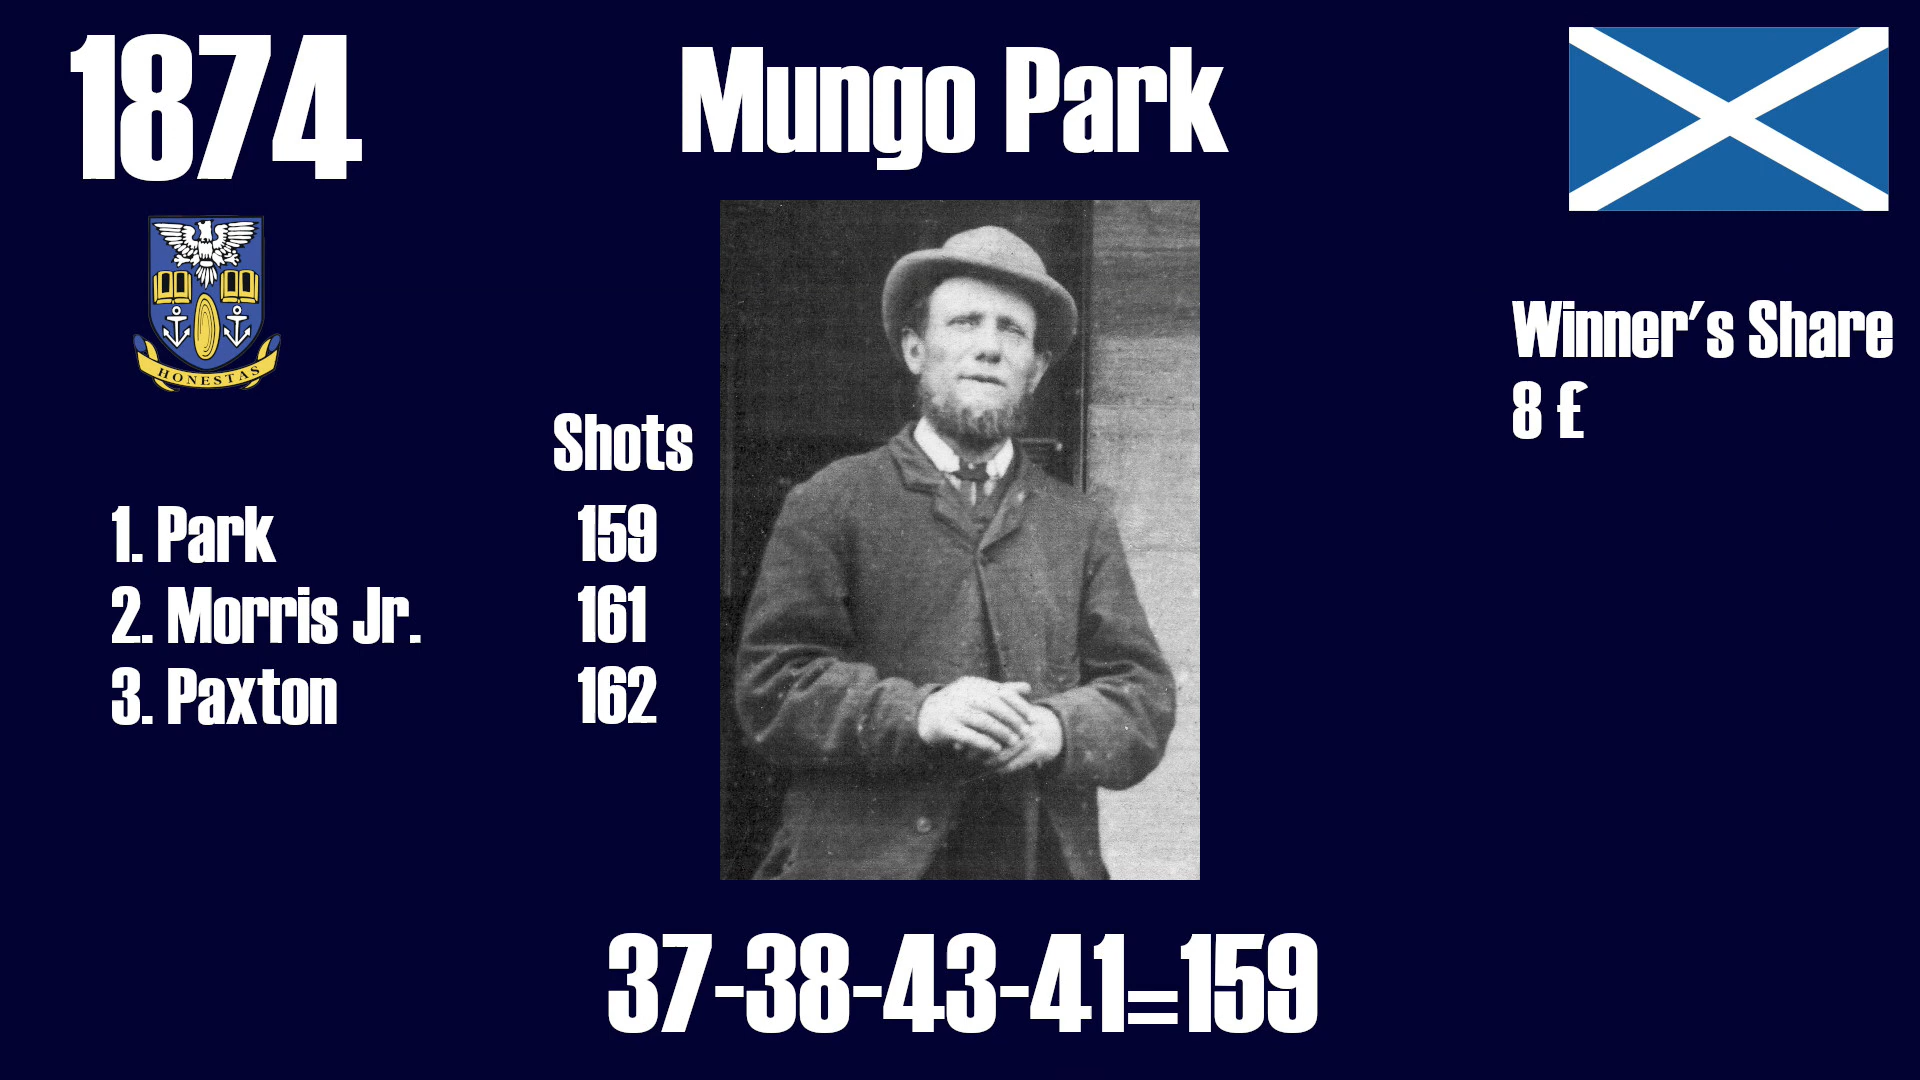 1874
Mungo Park
HONESTAS
Winner's Share
8 £
Shots
1. Park 159
2. Morris Jr. 161
3. Paxton 162
37-38-43-41=159